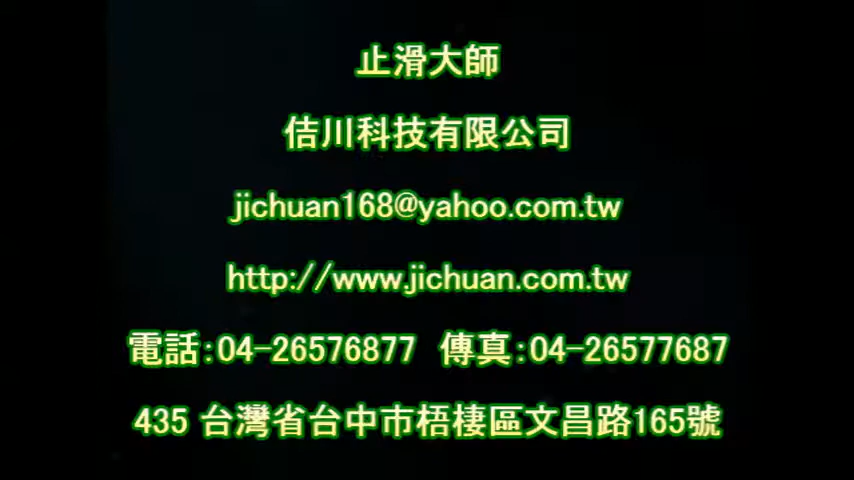 止滑大師
佶川科技有限公司
jichuan168@yahoo.com.tw
http://www.jichuan.com.tw
電話:04-26576877 傳真:04-26577687
435 台灣省台中市梧棲區文昌路165號